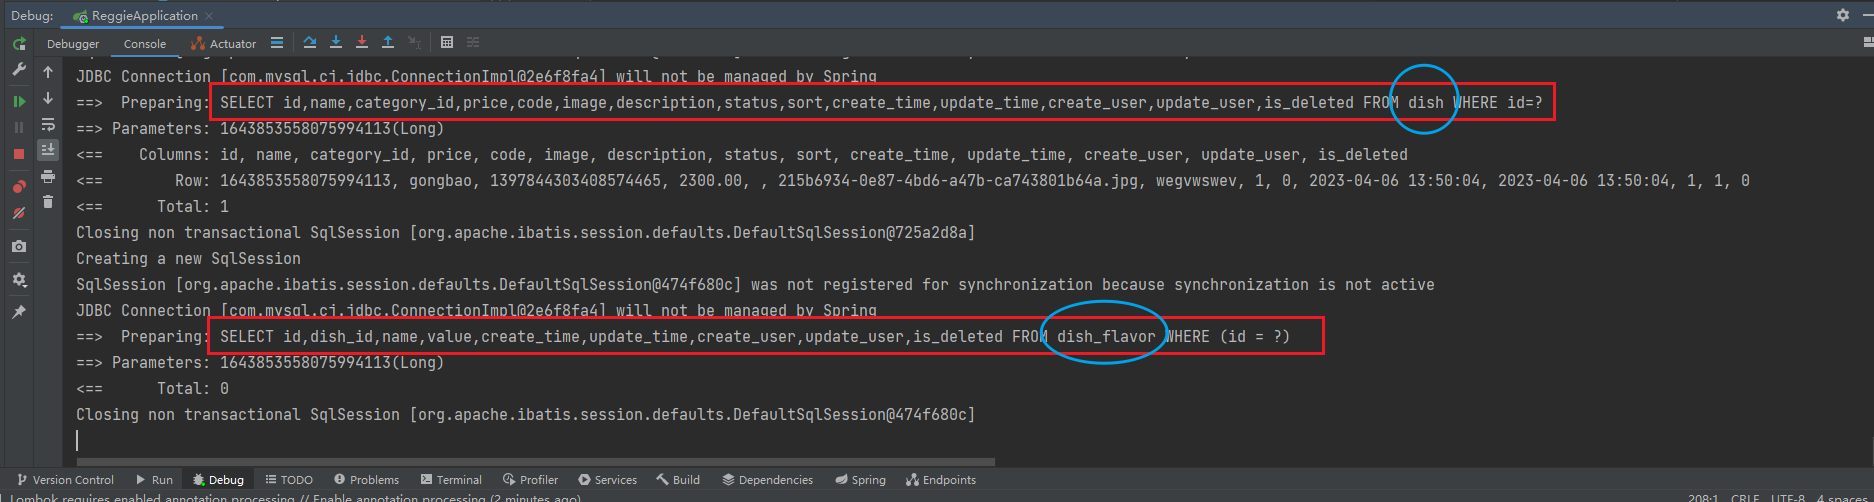 Debug: ReggieApplication ×
Debugger Console Actuator
JDBC Connection [com.mysql.cj.jdbc.ConnectionImpl@2e6f8fa4] will not be managed by Spring
==>  Preparing: SELECT id,name,category_id,price,code,image,description,status,sort,create_time,update_time,create_user,update_user,is_deleted FROM dish WHERE id=?
==> Parameters: 1643853558075994113(Long)
<==    Columns: id, name, category_id, price, code, image, description, status, sort, create_time, update_time, create_user, update_user, is_deleted
<==        Row: 1643853558075994113, gongbao, 1397844303408574465, 2300.00, , 215b6934-0e87-4bd6-a47b-ca743801b64a.jpg, wegvwswev, 1, 0, 2023-04-06 13:50:04, 2023-04-06 13:50:04, 1, 1, 0
<==      Total: 1
Closing non transactional SqlSession [org.apache.ibatis.session.defaults.DefaultSqlSession@725a2d8a]
Creating a new SqlSession
SqlSession [org.apache.ibatis.session.defaults.DefaultSqlSession@474f680c] was not registered for synchronization because synchronization is not active
JDBC Connection [com.mysql.cj.jdbc.ConnectionImpl@2e6f8fa4] will not be managed by Spring
==>  Preparing: SELECT id,dish_id,name,value,create_time,update_time,create_user,update_user,is_deleted FROM dish_flavor WHERE (id = ?)
==> Parameters: 1643853558075994113(Long)
<==      Total: 0
Closing non transactional SqlSession [org.apache.ibatis.session.defaults.DefaultSqlSession@474f680c]
Version Control Run Debug TODO Problems Terminal Profiler Services Build Dependencies Spring Endpoints
Lombok requires enabled annotation processing // Enable annotation processing (2 minutes ago) 208:1 CRLF UTF-8 4 spaces